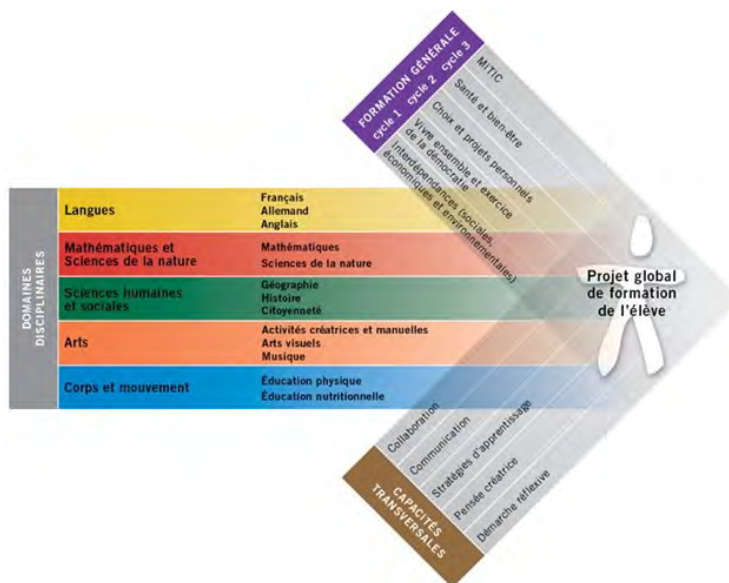 FORMATION GÉNÉRALE
cycle 1 cycle 2 cycle 3
MITIC
Santé et bien-être
Choix et projets personnels
Vivre ensemble et exercice
de la démocratie
Interdépendances (sociales,
économiques et environnementales)
DOMAINES
DISCIPLINAIRES
Langues
Français
Allemand
Anglais
Mathématiques et
Sciences de la nature
Mathématiques
Sciences de la nature
Sciences humaines
et sociales
Géographie
Histoire
Citoyenneté
Arts
Activités créatrices et manuelles
Arts visuels
Musique
Corps et mouvement
Éducation physique
Éducation nutritionnelle
Projet global
de formation
de l'élève
Collaboration
Communication
Stratégies d'apprentissage
Pensée créatrice
Démarche réflexive
CAPACITÉS
TRANSVERSALES